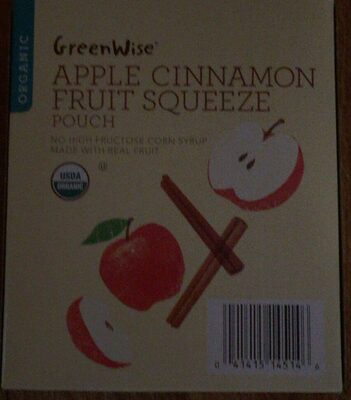 ORGANIC
GreenWise
APPLE CINNAMON
FRUIT SQUEEZE
POUCH
NO HIGH FRUCTOSE CORN SYRUP
MADE WITH REAL FRUIT
USDA
ORGANIC
U
0 41415 14514 6